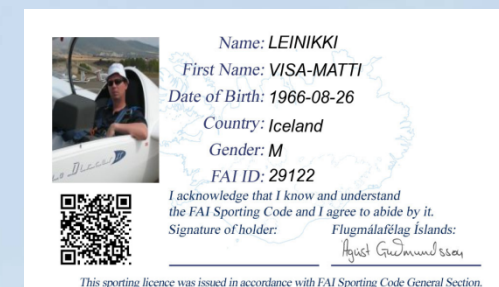 Name: LEINIKKI
First Name: VISA-MATTI
Date of Birth: 1966-08-26
Country: Iceland
Gender: M
FAI ID: 29122
I acknowledge that I know and understand
the FAI Sporting Code and I agree to abide by it.
Signature of holder: Flugmálafélag Íslands:
Ágúst Guðmundsson
This sporting licence was issued in accordance with FAI Sporting Code General Section.